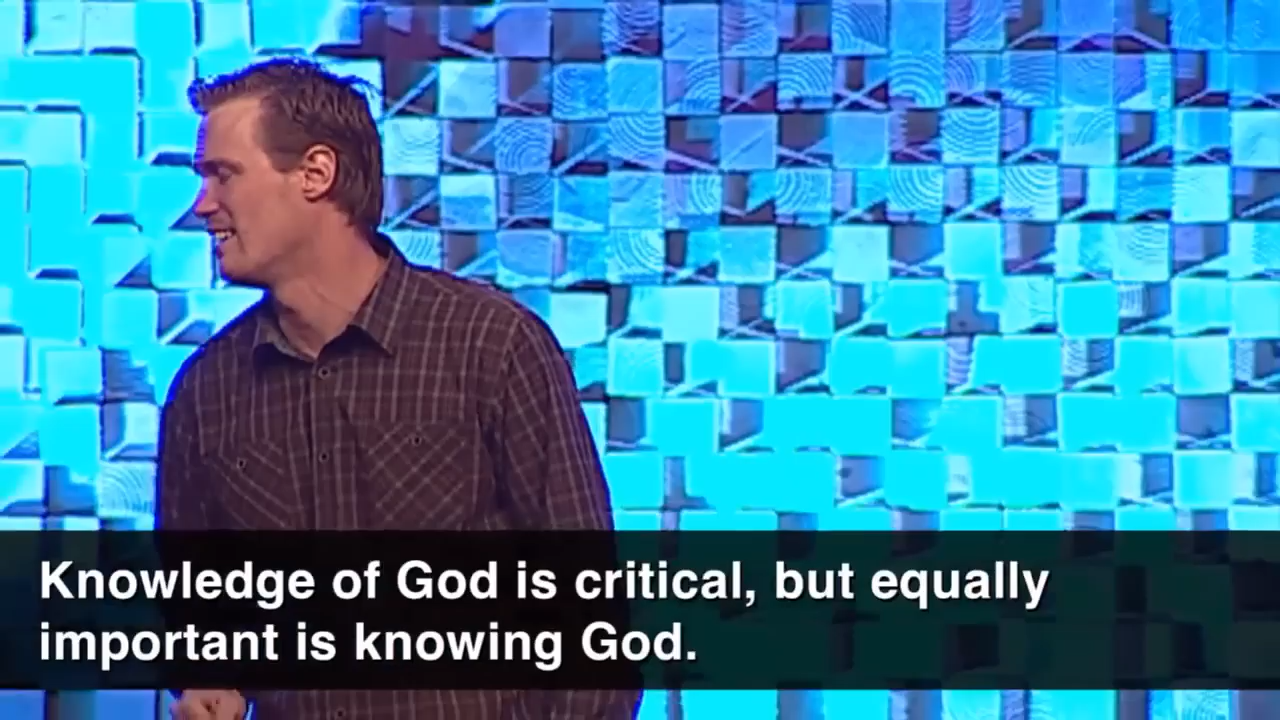 Knowledge of God is critical, but equally
important is knowing God.